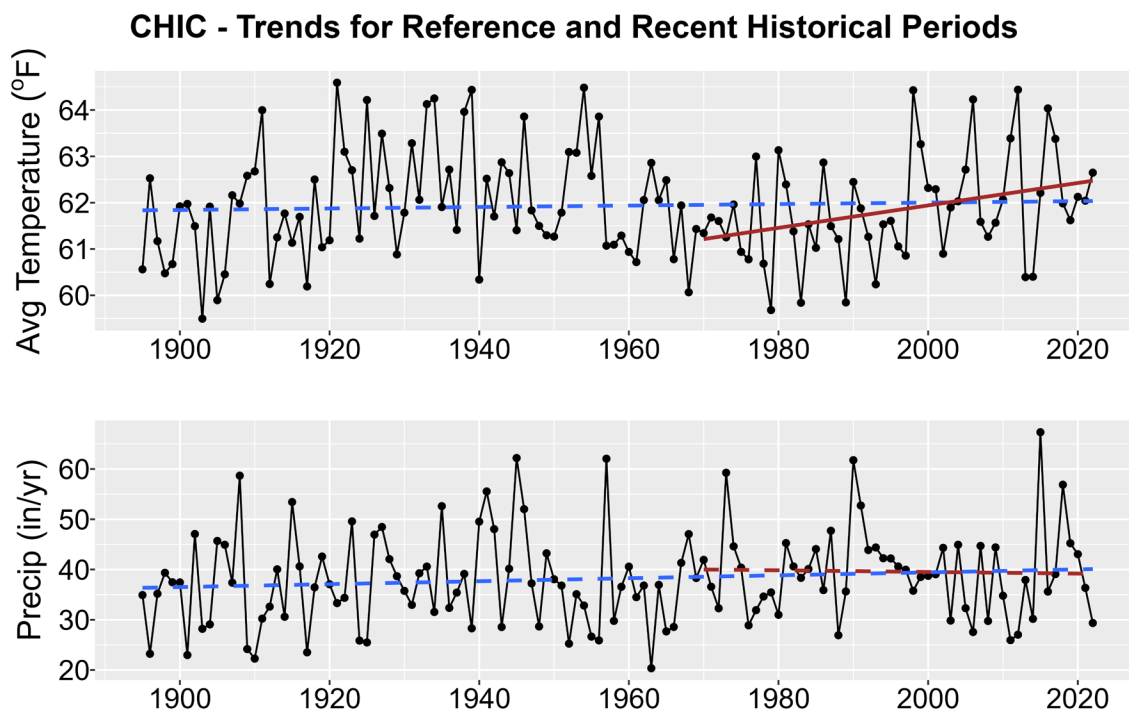 CHIC - Trends for Reference and Recent Historical Periods
Avg Temperature (⁰F)
64
63
62
61
60
1900 1920 1940 1960 1980 2000 2020
Precip (in/yr)
60
50
40
30
20
1900 1920 1940 1960 1980 2000 2020